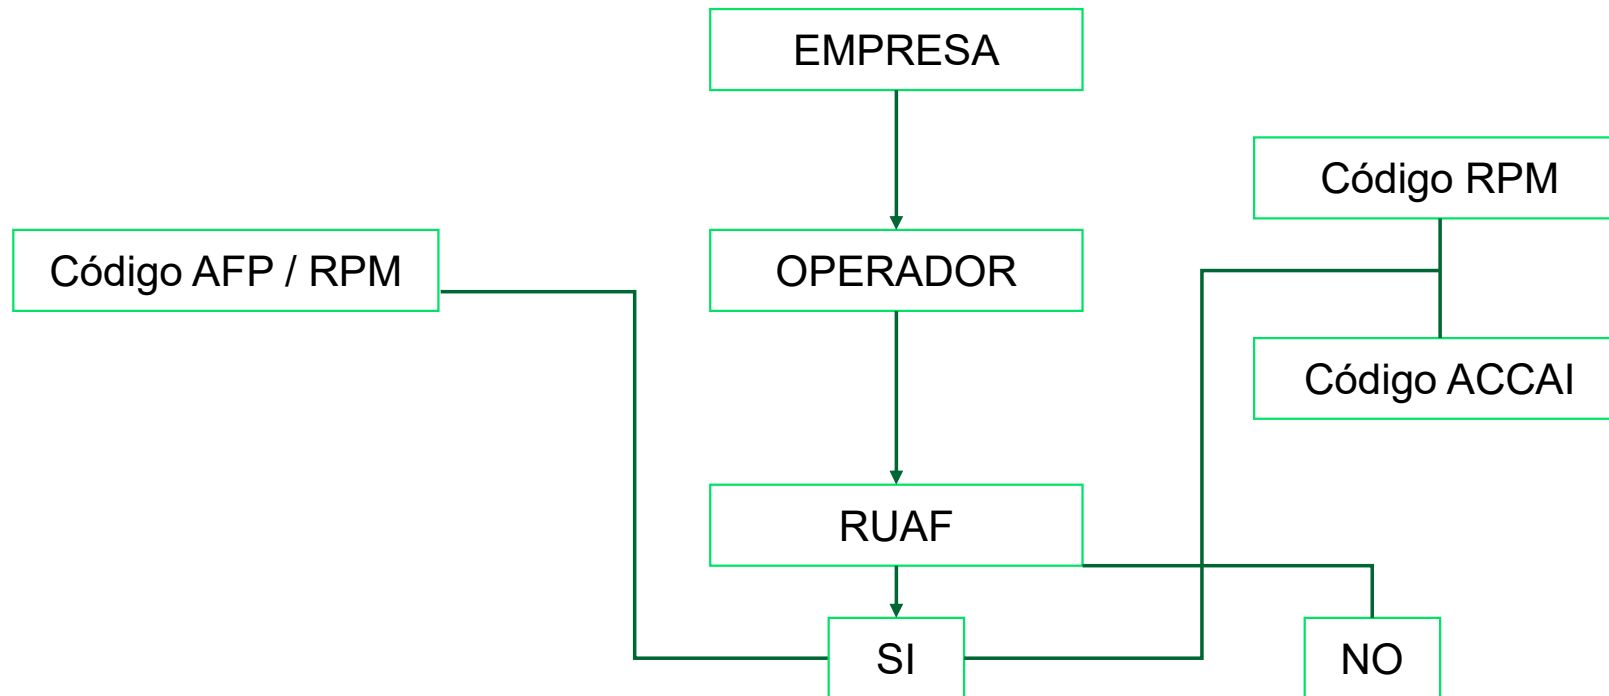 EMPRESA
Código RPM
Código AFP / RPM
OPERADOR
Código ACCAI
RUAF
SI
NO